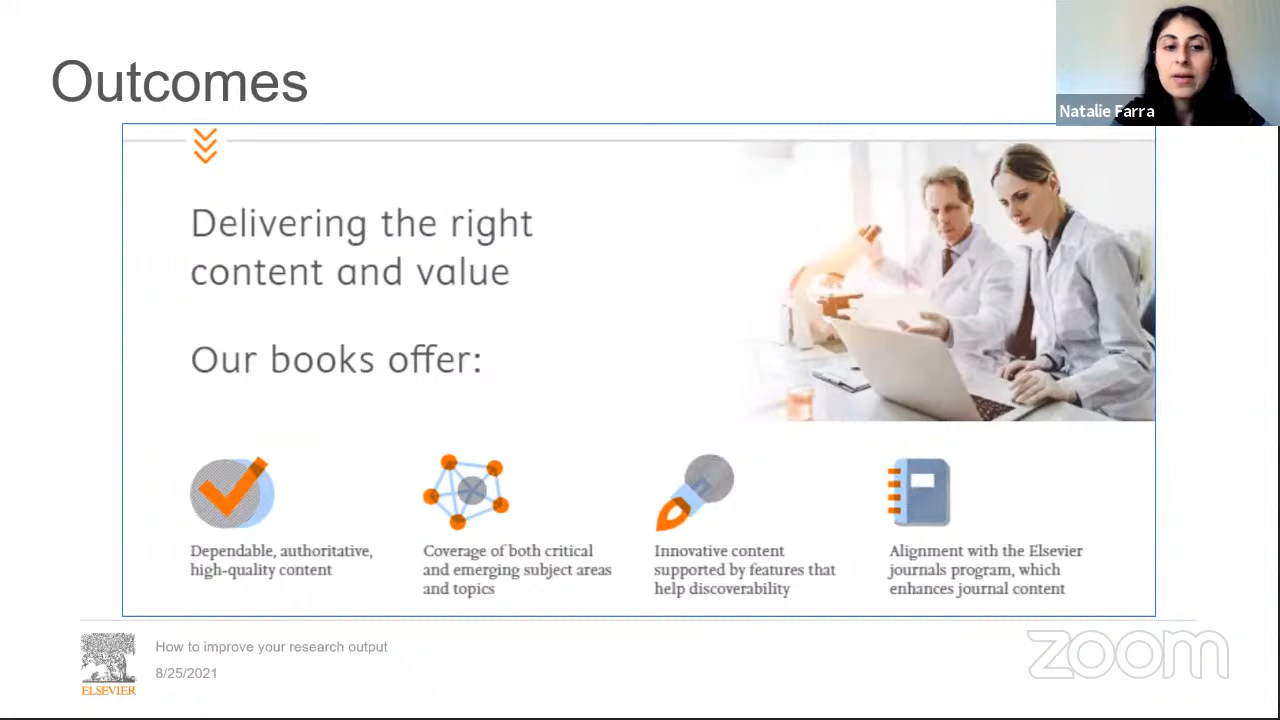 Outcomes
Natalie Farra
Delivering the right
content and value
Our books offer:
Dependable, authoritative,
high-quality content
Coverage of both critical
and emerging subject areas
and topics
Innovative content
supported by features that
help discoverability
Alignment with the Elsevier
journals program, which
enhances journal content
How to improve your research output
8/25/2021
ELSEVIER
zoom